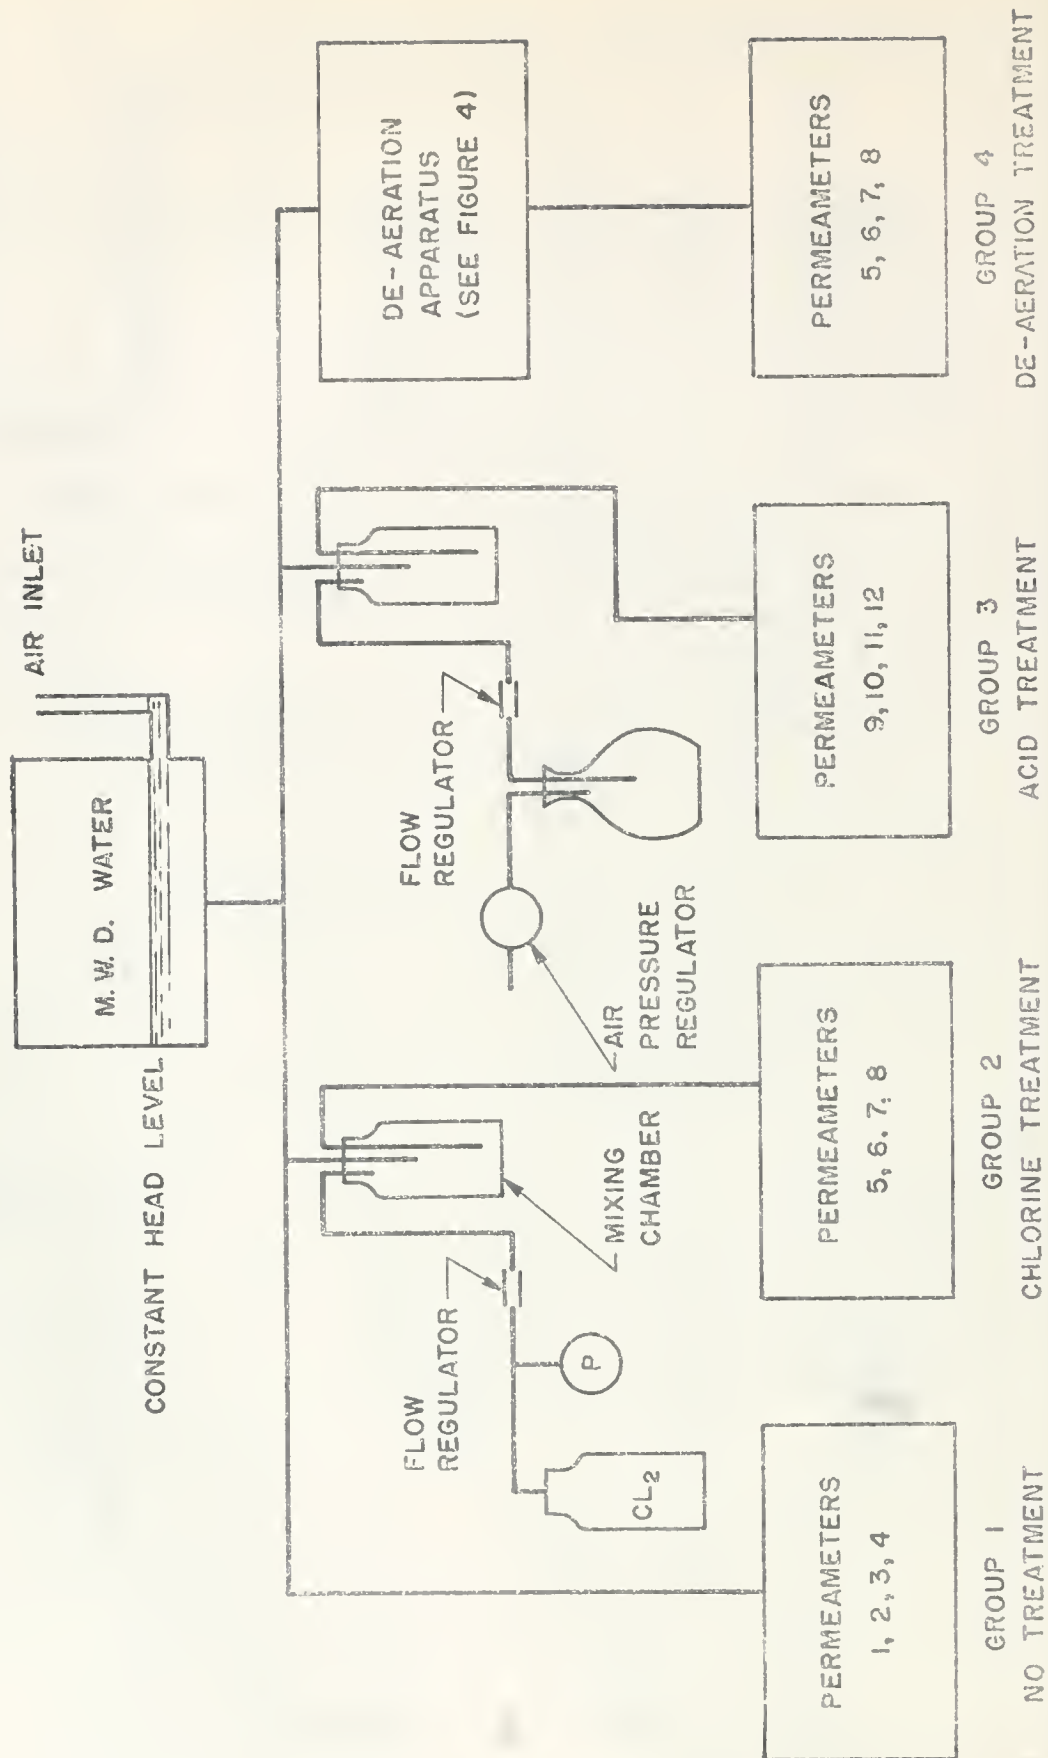 AIR INLET
M. W. D. WATER
CONSTANT HEAD LEVEL
FLOW
REGULATOR
CL2
P
MIXING
CHAMBER
FLOW
REGULATOR
AIR
PRESSURE
REGULATOR
DE-AERATION
APPARATUS
(SEE FIGURE 4)
PERMEAMETERS
1, 2, 3, 4
GROUP 1
NO TREATMENT
PERMEAMETERS
5, 6. 7, 8
GROUP 2
CHLORINE TREATMENT
PERMEAMETERS
9, 10, 11, 12
GROUP 3
ACID TREATMENT
PERMEAMETERS
5, 6, 7, 8
GROUP 4
DE-AERATION TREATMENT